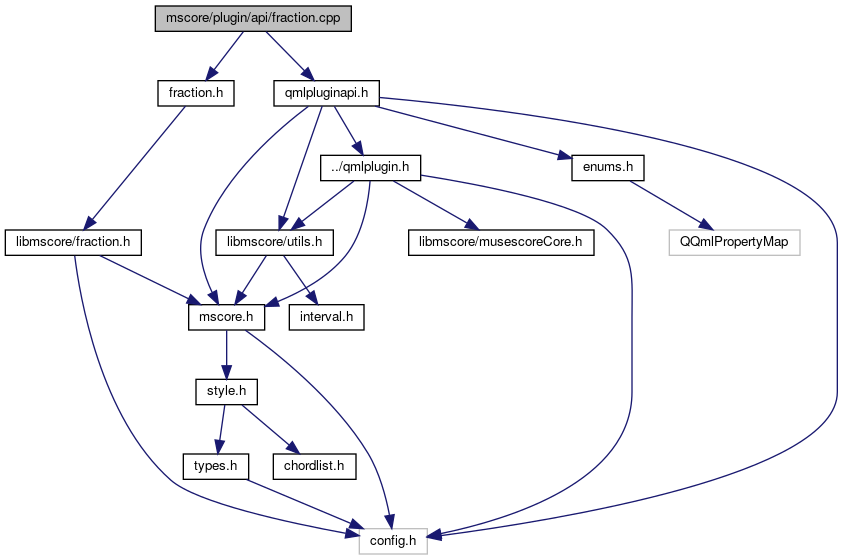 mscore/plugin/api/fraction.cpp
fraction.h
qmlpluginapi.h
../qmlplugin.h
enums.h
libmscore/fraction.h
libmscore/utils.h
libmscore/musescoreCore.h
QQmlPropertyMap
mscore.h
interval.h
style.h
types.h
chordlist.h
config.h